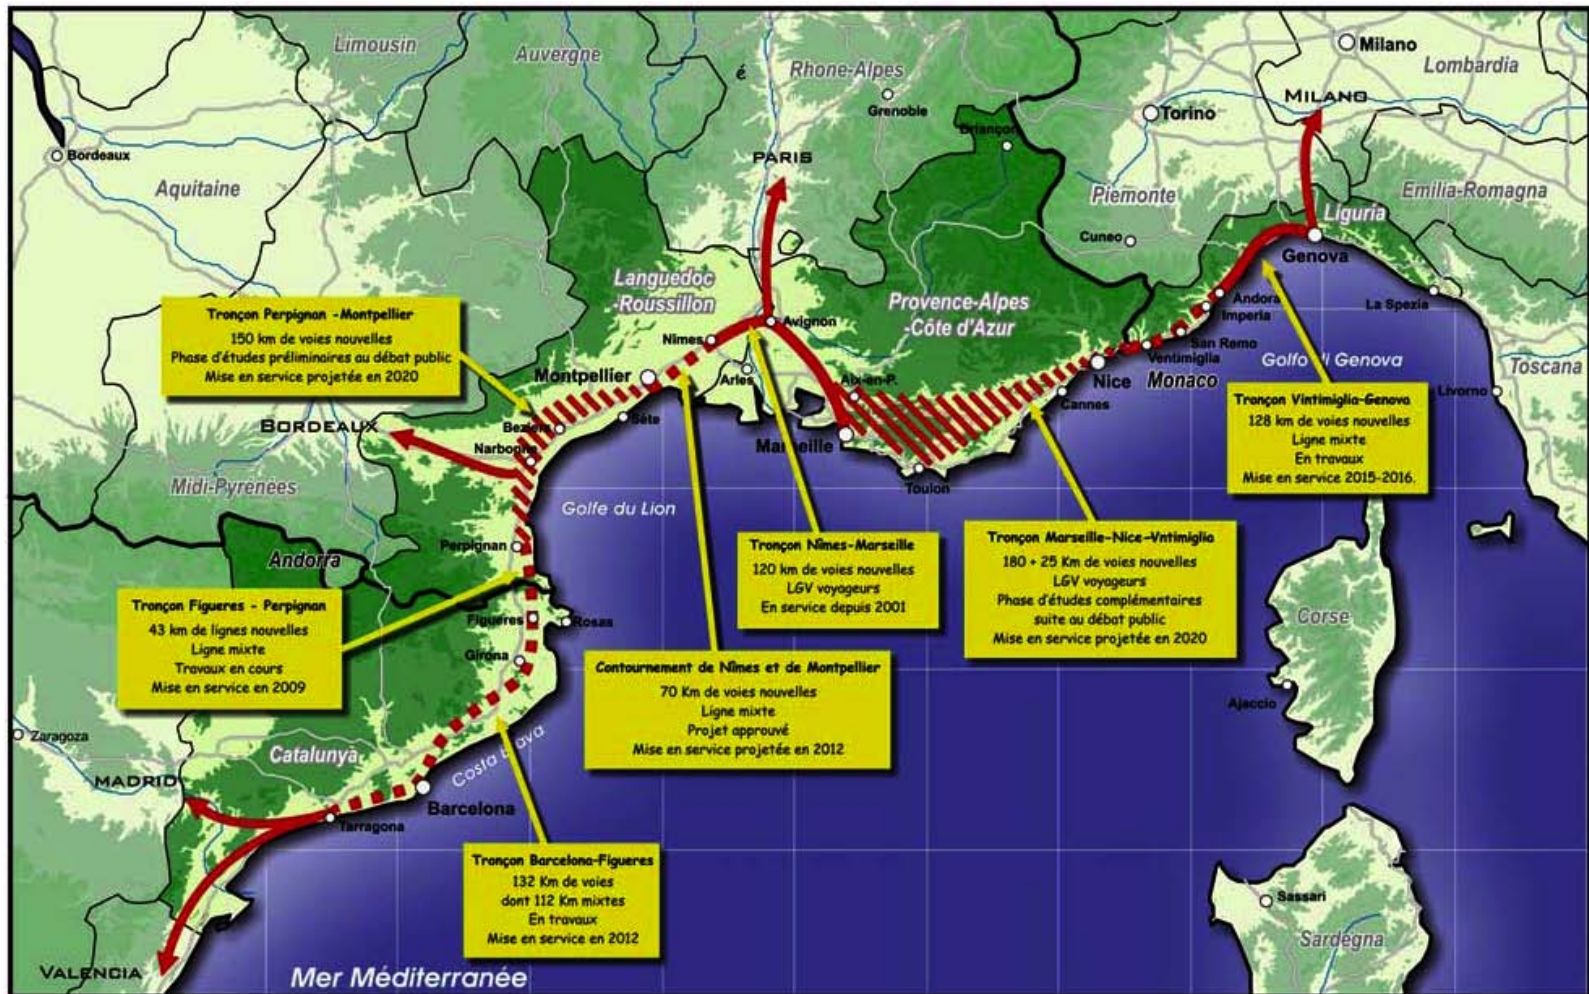 Milano
Limousin
Auvergne
é
Rhone-Alpes
Lombardia
Grenoble
MILANO
Torino
Briançon
Bordeaux
PARIS
Aquitaine
Piemonte
Emilia-Romagna
Toscana
Liguria
Cuneo
Genova
Languedoc
-Roussillon
Provence-Alpes
-Côte d'Azur
La Spezia
Andora
Imperia
Avignon
Nîmes
San Remo
Ventimiglia
Golfo di Genova
Monaco
Nice
Livorno
Tronçon Perpignan -Montpellier
150 km de voies nouvelles
Phase d'études préliminaires au débat public
Mise en service projetée en 2020
Montpellier
Arles
Aix-en-P.
Cannes
Tronçon Vintimiglia-Genova
128 km de voies nouvelles
Ligne mixte
En travaux
Mise en service 2015-2016.
Sète
BORDEAUX
Beziers
Narbonne
Marseille
Toulon
Midi-Pyrenées
Golfe du Lion
Perpignan
Andorra
Tronçon Nîmes-Marseille
120 km de voies nouvelles
LGV voyageurs
En service depuis 2001
Tronçon Marseille-Nice-Vntimiglia
180 + 25 Km de voies nouvelles
LGV voyageurs
Phase d'études complémentaires
suite au débat public
Mise en service projetée en 2020
Tronçon Figueres - Perpignan
43 km de lignes nouvelles
Ligne mixte
Travaux en cours
Mise en service en 2009
Figueres
Rosas
Girona
Corse
Ajaccio
Contournement de Nîmes et de Montpellier
70 Km de voies nouvelles
Ligne mixte
Projet approuvé
Mise en service projetée en 2012
Zaragoza
Catalunya
Costa Brava
MADRID
Barcelona
Tarragona
Tronçon Barcelona-Figueres
132 Km de voies
dont 112 Km mixtes
En travaux
Mise en service en 2012
Sassari
Sardegna
VALENCIA
Mer Méditerranée